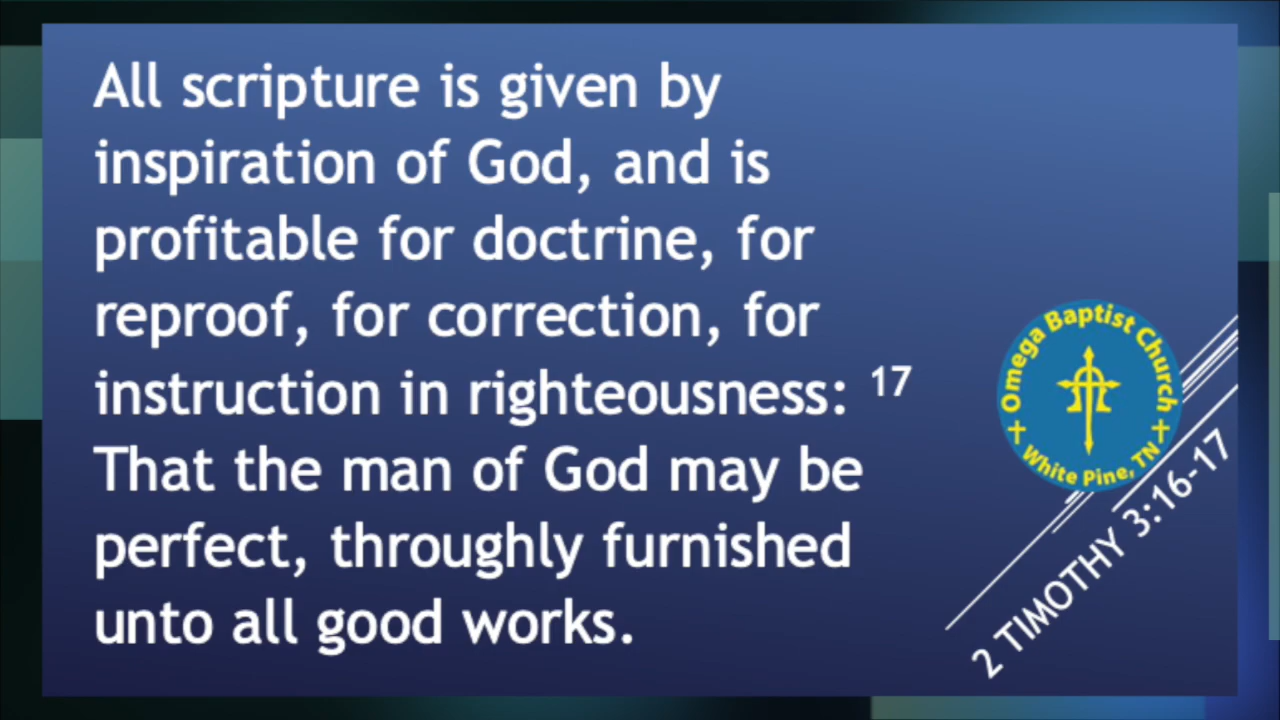 All scripture is given by
inspiration of God, and is
profitable for doctrine, for
reproof, for correction, for
instruction in righteousness: 17
That the man of God may be
perfect, throughly furnished
unto all good works.
Omega Baptist Church
White Pine, TN
2 TIMOTHY 3:16-17